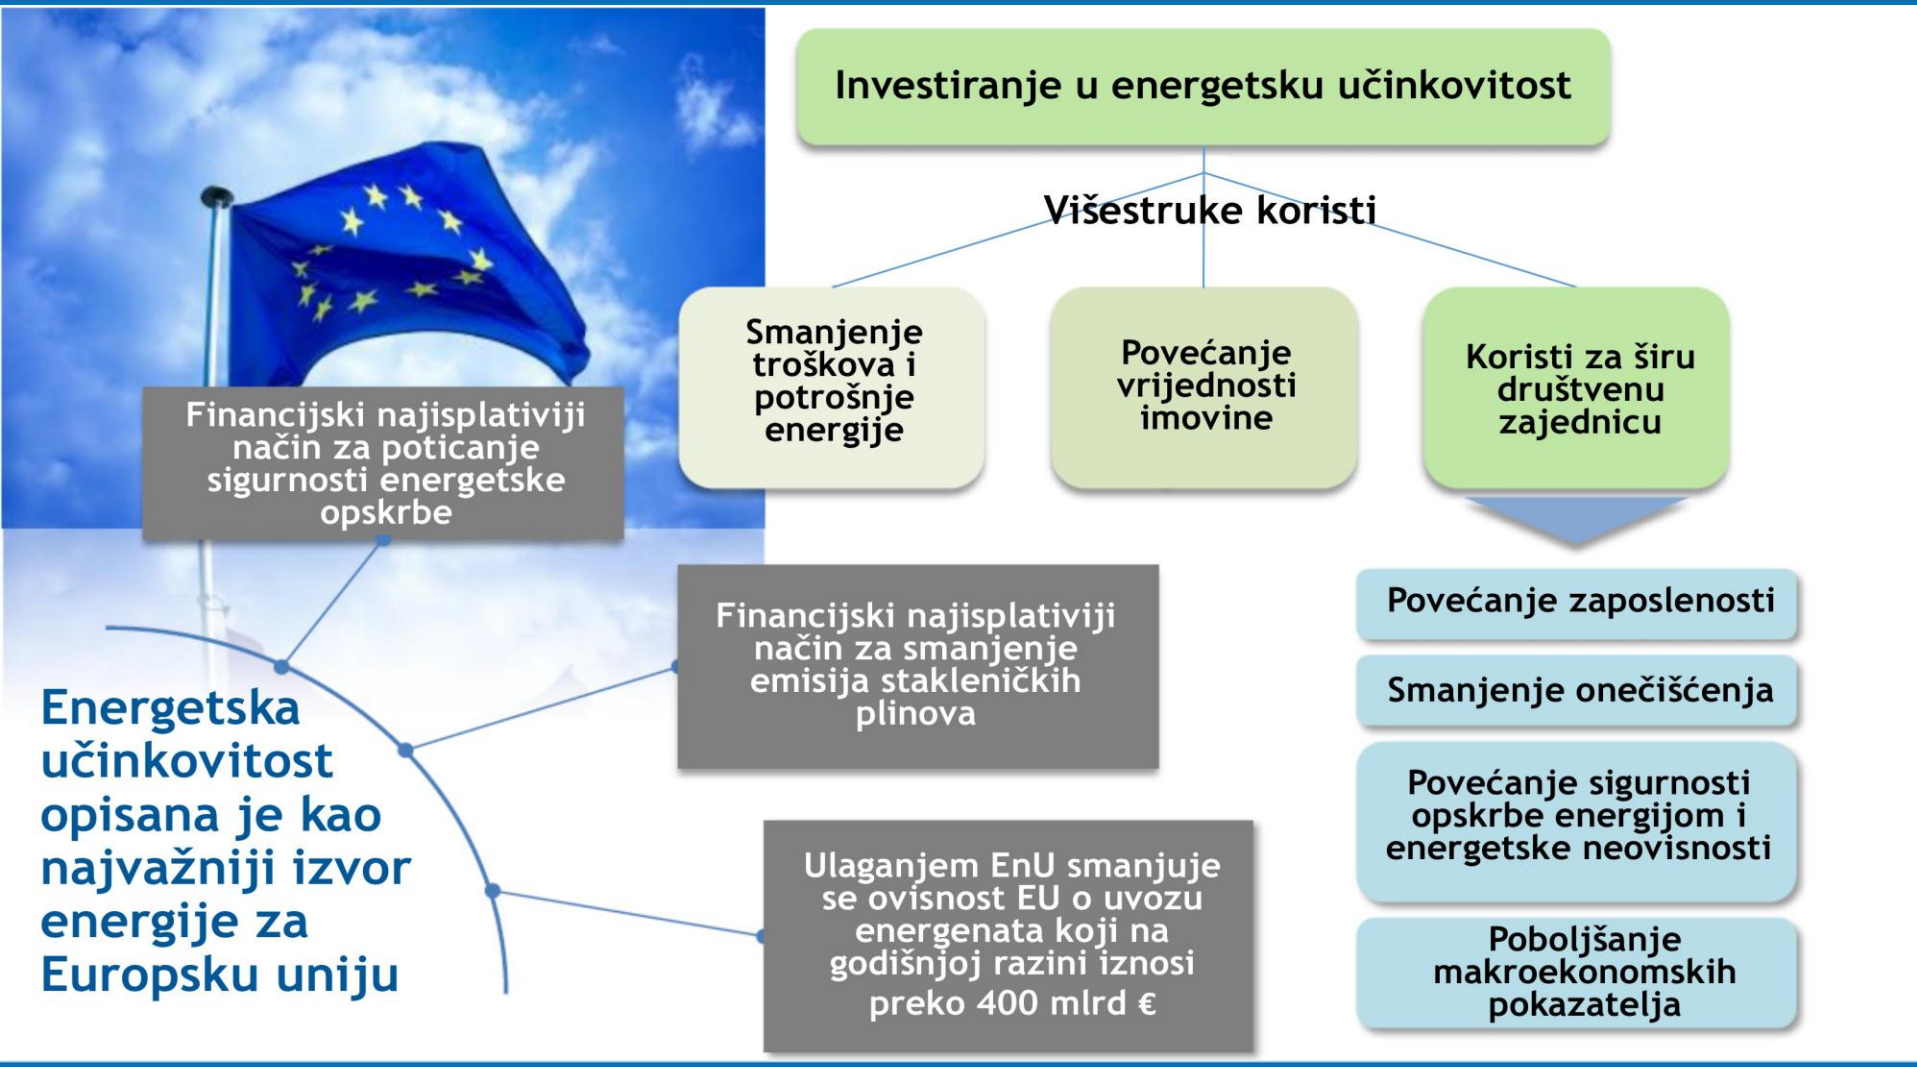 Investiranje u energetsku učinkovitost
Višestruke koristi
Smanjenje
troškova i
potrošnje
energije
Povećanje
vrijednosti
imovine
Koristi za širu
društvenu
zajednicu
Povećanje zaposlenosti
Smanjenje onečišćenja
Povećanje sigurnosti
opskrbe energijom i
energetske neovisnosti
Poboljšanje
makroekonomskih
pokazatelja
Financijski najisplativiji
način za poticanje
sigurnosti energetske
opskrbe
Financijski najisplativiji
način za smanjenje
emisija stakleničkih
plinova
Ulaganjem EnU smanjuje
se ovisnost EU o uvozu
energenata koji na
godišnjoj razini iznosi
preko 400 mlrd €
Energetska
učinkovitost
opisana je kao
najvažniji izvor
energije za
Europsku uniju